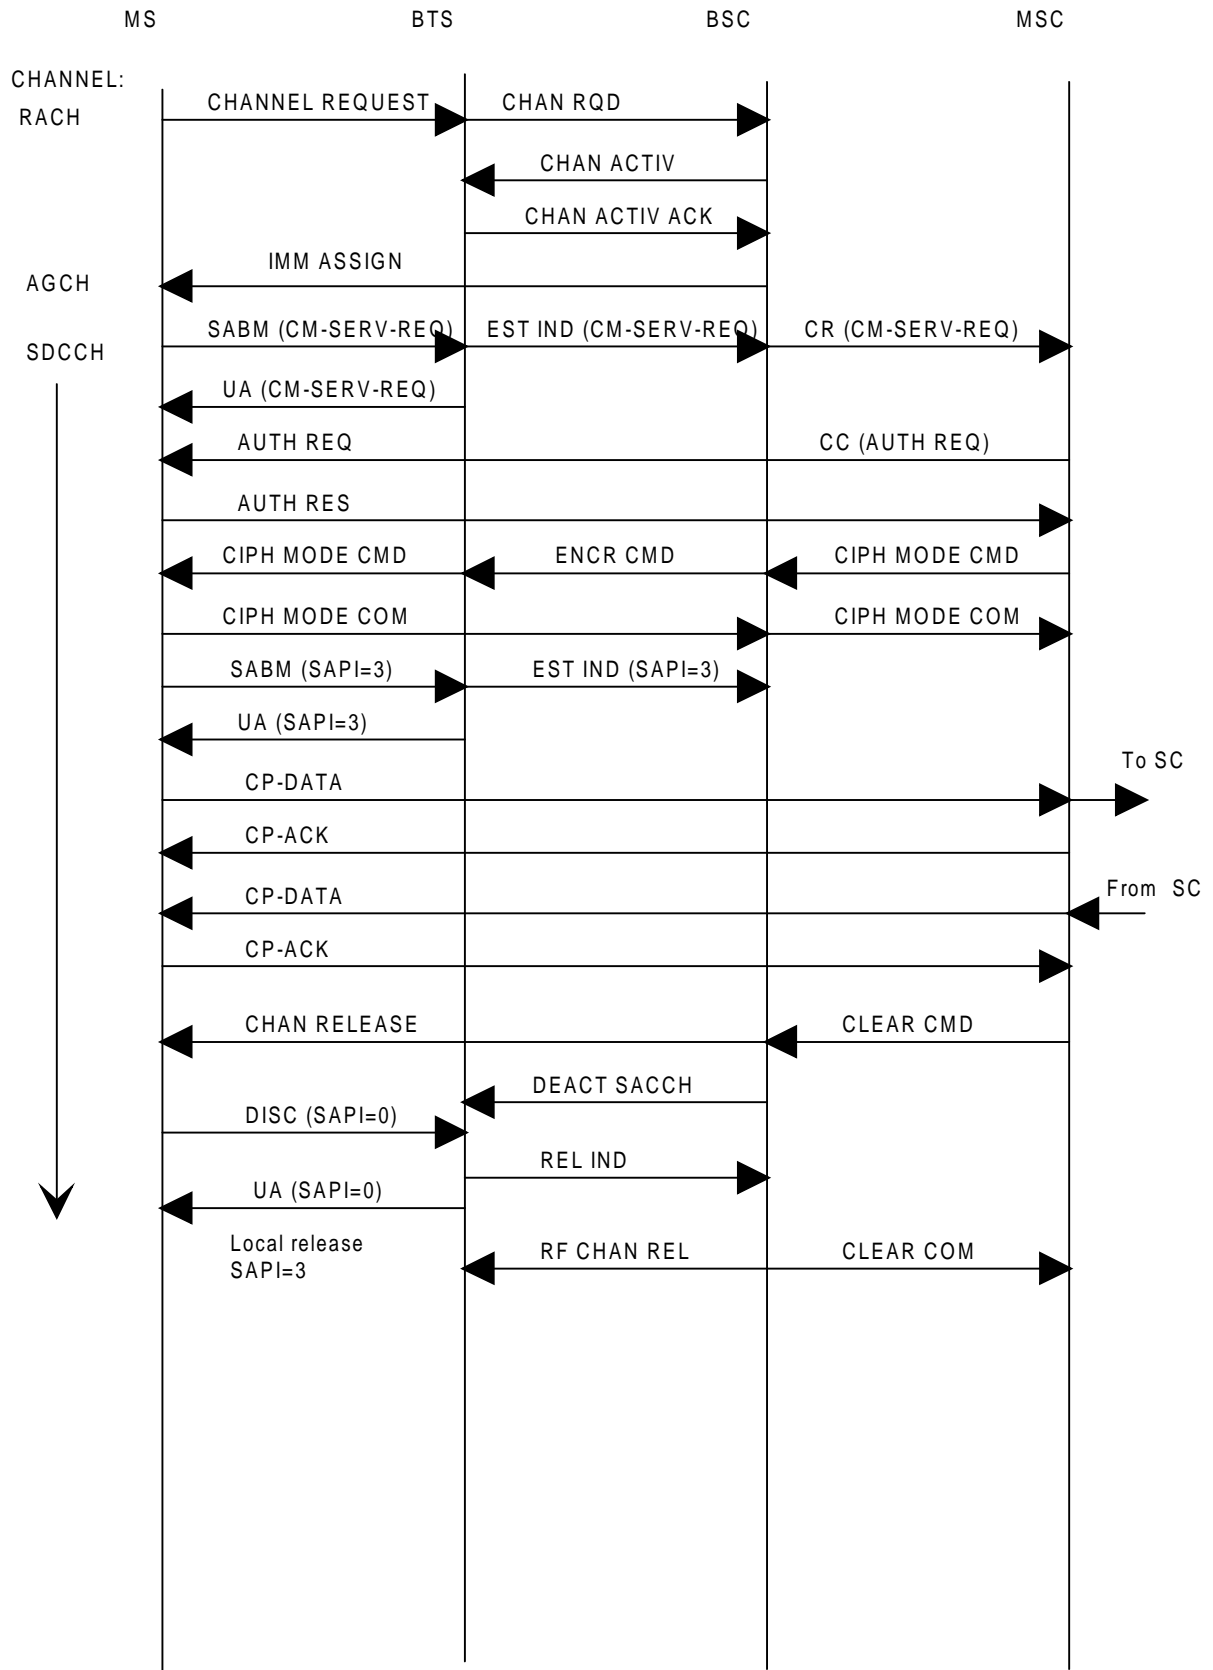 MS BTS BSC MSC
CHANNEL:
RACH CHANNEL REQUEST CHAN RQD
CHAN ACTIV
CHAN ACTIV ACK
AGCH IMM ASSIGN
SDCCH SABM (CM-SERV-REQ) EST IND (CM-SERV-REQ) CR (CM-SERV-REQ)
UA (CM-SERV-REQ)
AUTH REQ CC (AUTH REQ)
AUTH RES
CIPH MODE CMD ENCR CMD CIPH MODE CMD
CIPH MODE COM CIPH MODE COM
SABM (SAPI=3) EST IND (SAPI=3)
UA (SAPI=3)
To SC
CP-DATA
CP-ACK
CP-DATA From SC
CP-ACK
CHAN RELEASE CLEAR CMD
DEACT SACCH
DISC (SAPI=0)
REL IND
UA (SAPI=0)
Local release RF CHAN REL CLEAR COM
SAPI=3